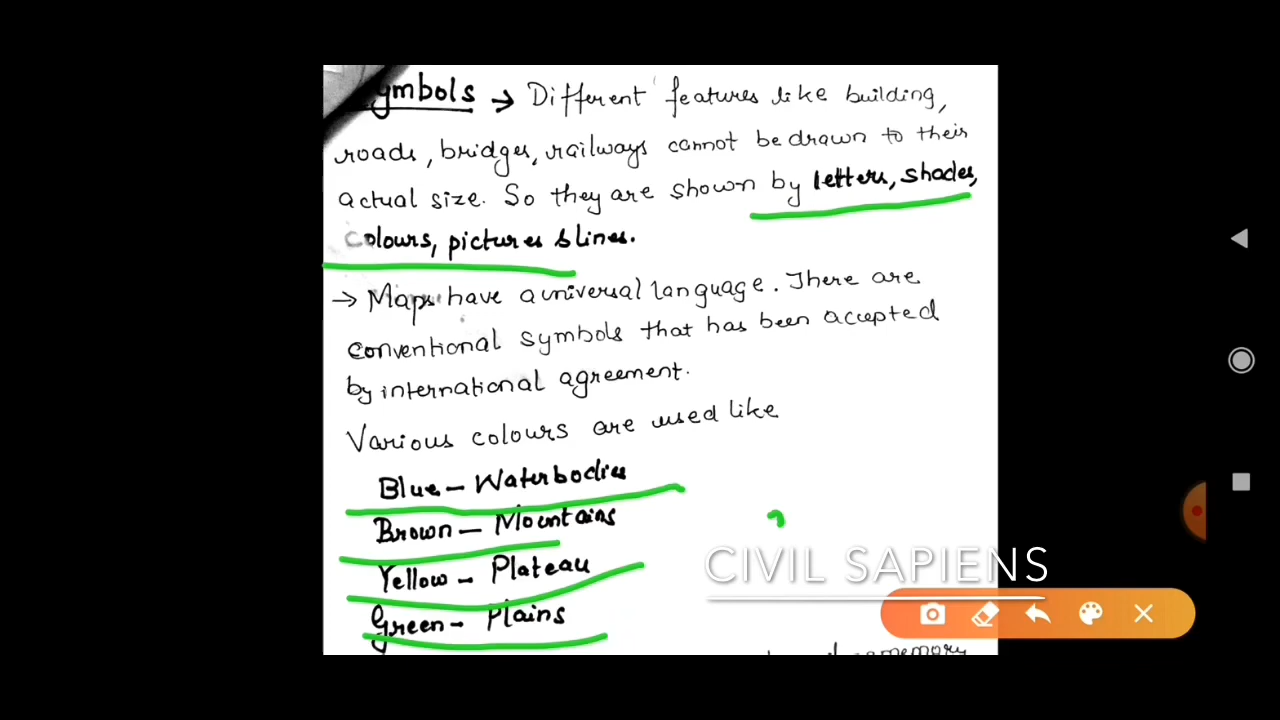 ymbols → Different features like building,
roads, bridges, railways cannot be drawn to their
actual size. So they are shown by letters, shades,
colours, pictures & lines.
→ Maps have a universal language. There are
conventional symbols that has been accepted
by international agreement.
Various colours are used like
Blue – Waterbodies
Brown – Mountains
Yellow – Plateau
Green – Plains
CIVIL SAPIENS
memory